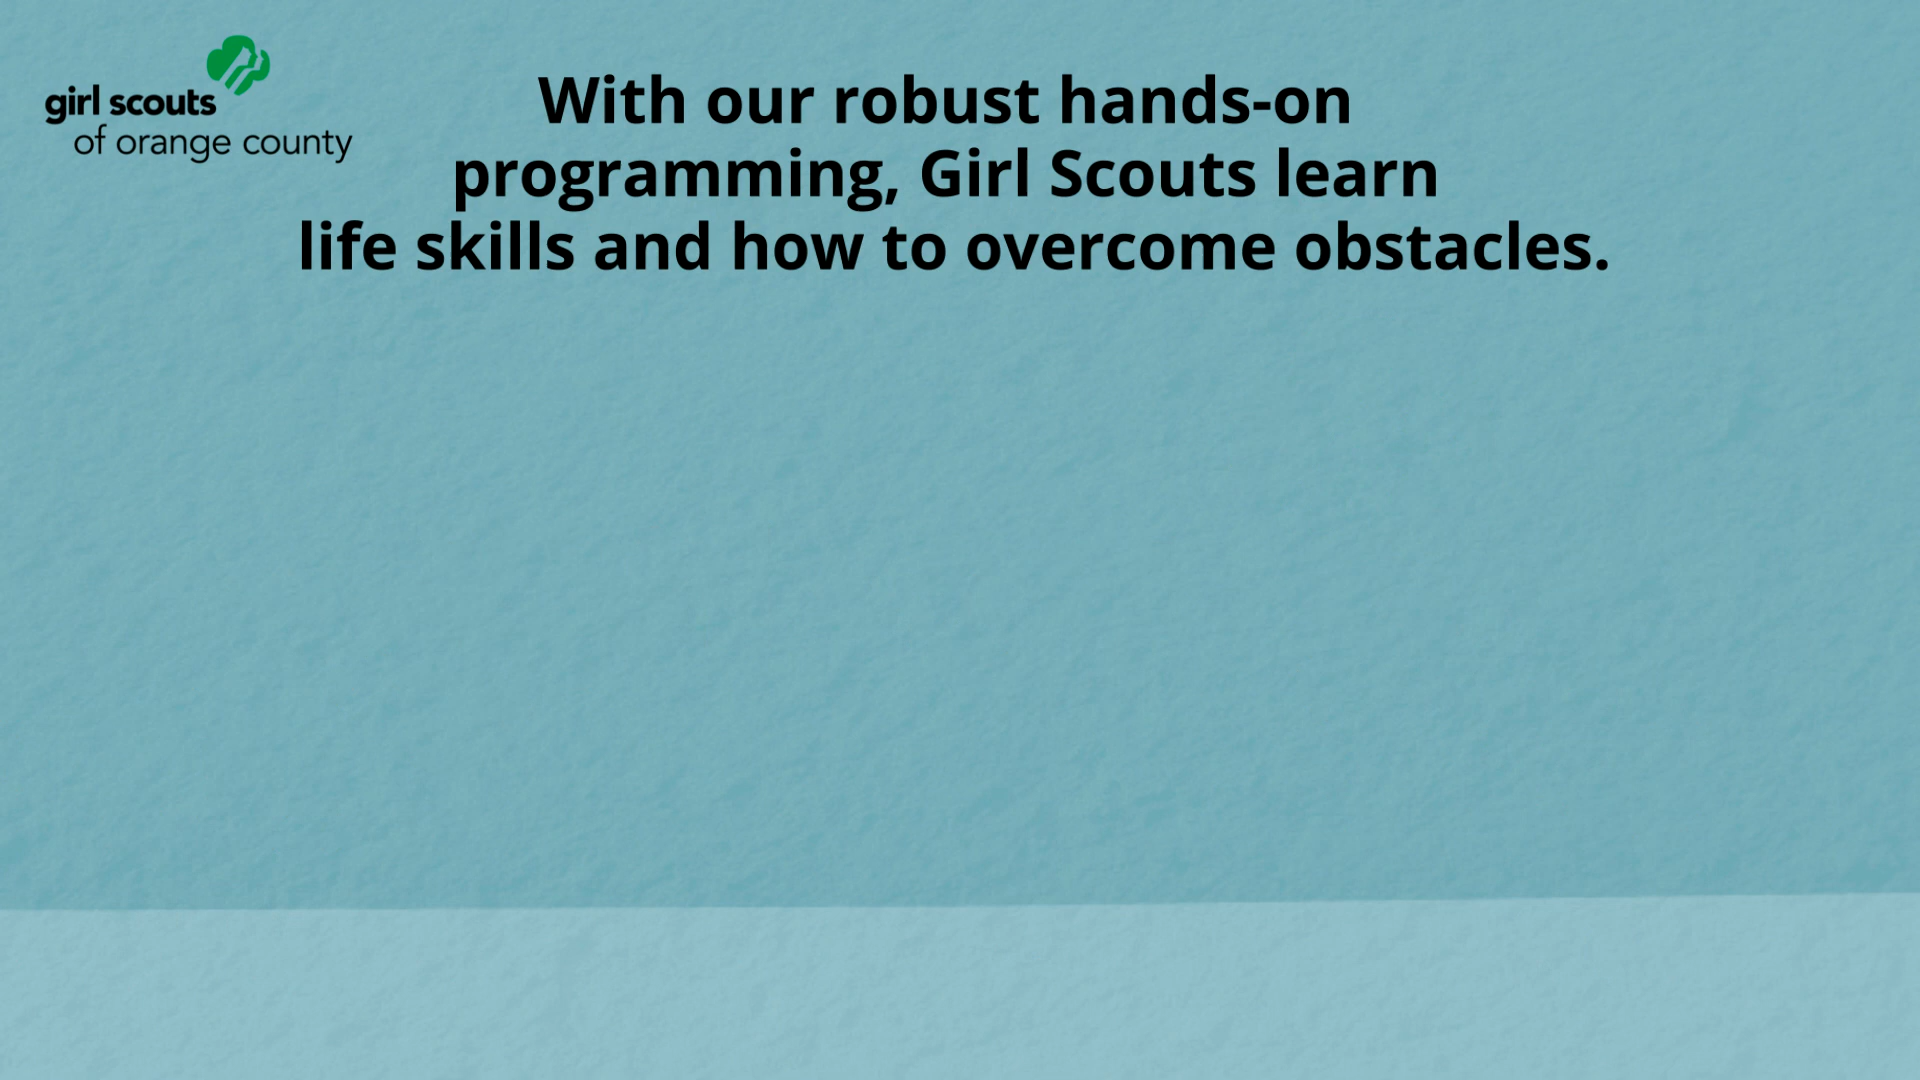 girl scouts
of orange county
With our robust hands-on
programming, Girl Scouts learn
life skills and how to overcome obstacles.